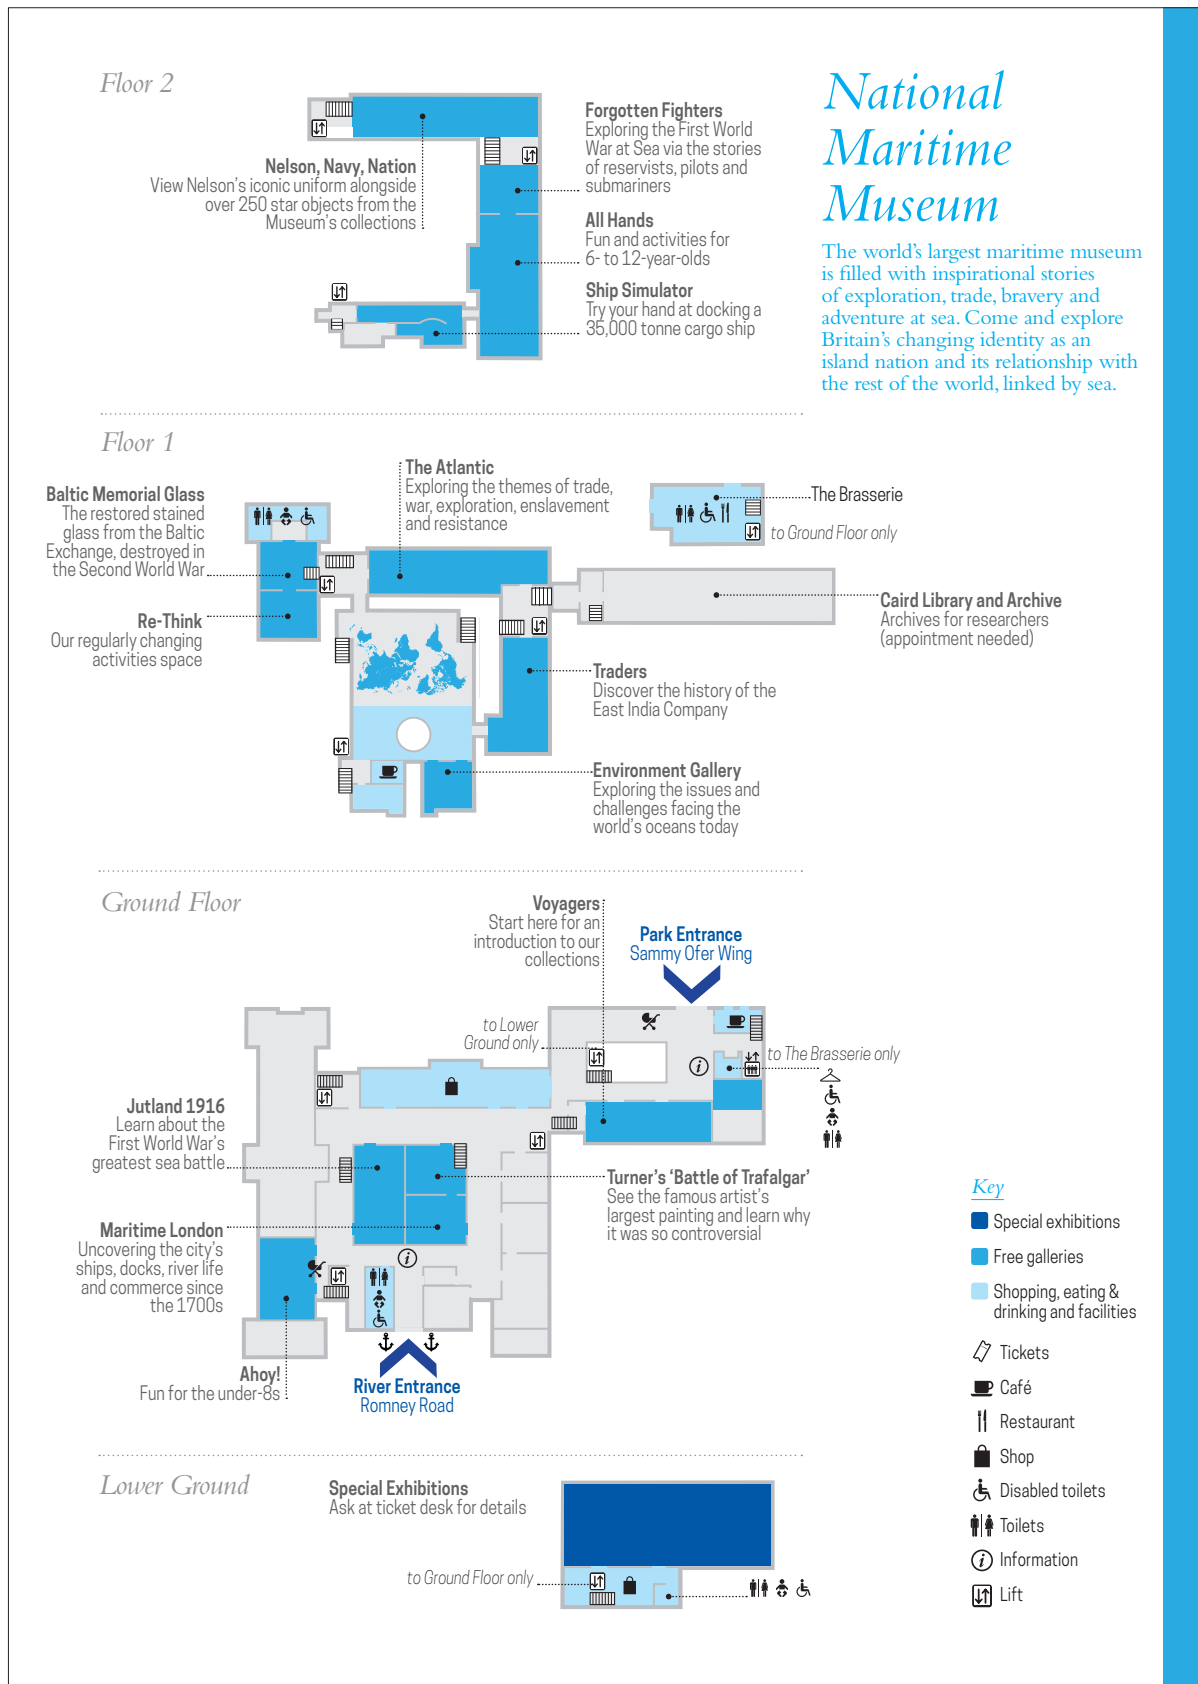 National
Maritime
Museum
The world's largest maritime museum
is filled with inspirational stories
of exploration, trade, bravery and
adventure at sea. Come and explore
Britain's changing identity as an
island nation and its relationship with
the rest of the world, linked by sea.
Floor 2
Nelson, Navy, Nation
View Nelson's iconic uniform alongside
over 250 star objects from the
Museum's collections
Forgotten Fighters
Exploring the First World
War at Sea via the stories
of reservists, pilots and
submariners
All Hands
Fun and activities for
6- to 12-year-olds
Ship Simulator
Try your hand at docking a
35,000 tonne cargo ship
Floor 1
Baltic Memorial Glass
The restored stained
glass from the Baltic
Exchange, destroyed in
the Second World War
Re-Think
Our regularly changing
activities space
The Atlantic
Exploring the themes of trade,
war, exploration, enslavement
and resistance
The Brasserie
to Ground Floor only
Caird Library and Archive
Archives for researchers
(appointment needed)
Traders
Discover the history of the
East India Company
Environment Gallery
Exploring the issues and
challenges facing the
world's oceans today
Ground Floor
Voyagers
Start here for an
introduction to our
collections
Park Entrance
Sammy Ofer Wing
to Lower
Ground only
to The Brasserie only
Jutland 1916
Learn about the
First World War's
greatest sea battle
Maritime London
Uncovering the city's
ships, docks, river life
and commerce since
the 1700s
Turner's ‘Battle of Trafalgar’
See the famous artist's
largest painting and learn why
it was so controversial
Ahoy!
Fun for the under-8s
River Entrance
Romney Road
Lower Ground
Special Exhibitions
Ask at ticket desk for details
to Ground Floor only
Key
Special exhibitions
Free galleries
Shopping, eating &
drinking and facilities
Tickets
Café
Restaurant
Shop
Disabled toilets
Toilets
Information
Lift